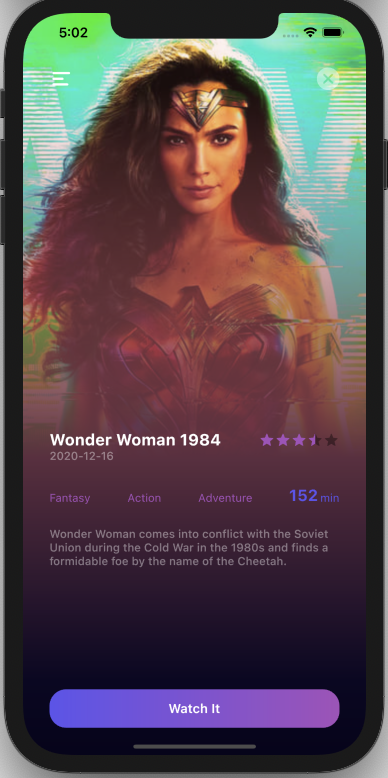 5:02
Wonder Woman 1984
2020-12-16
Fantasy Action Adventure 152 min
Wonder Woman comes into conflict with the Soviet
Union during the Cold War in the 1980s and finds a
formidable foe by the name of the Cheetah.
Watch It